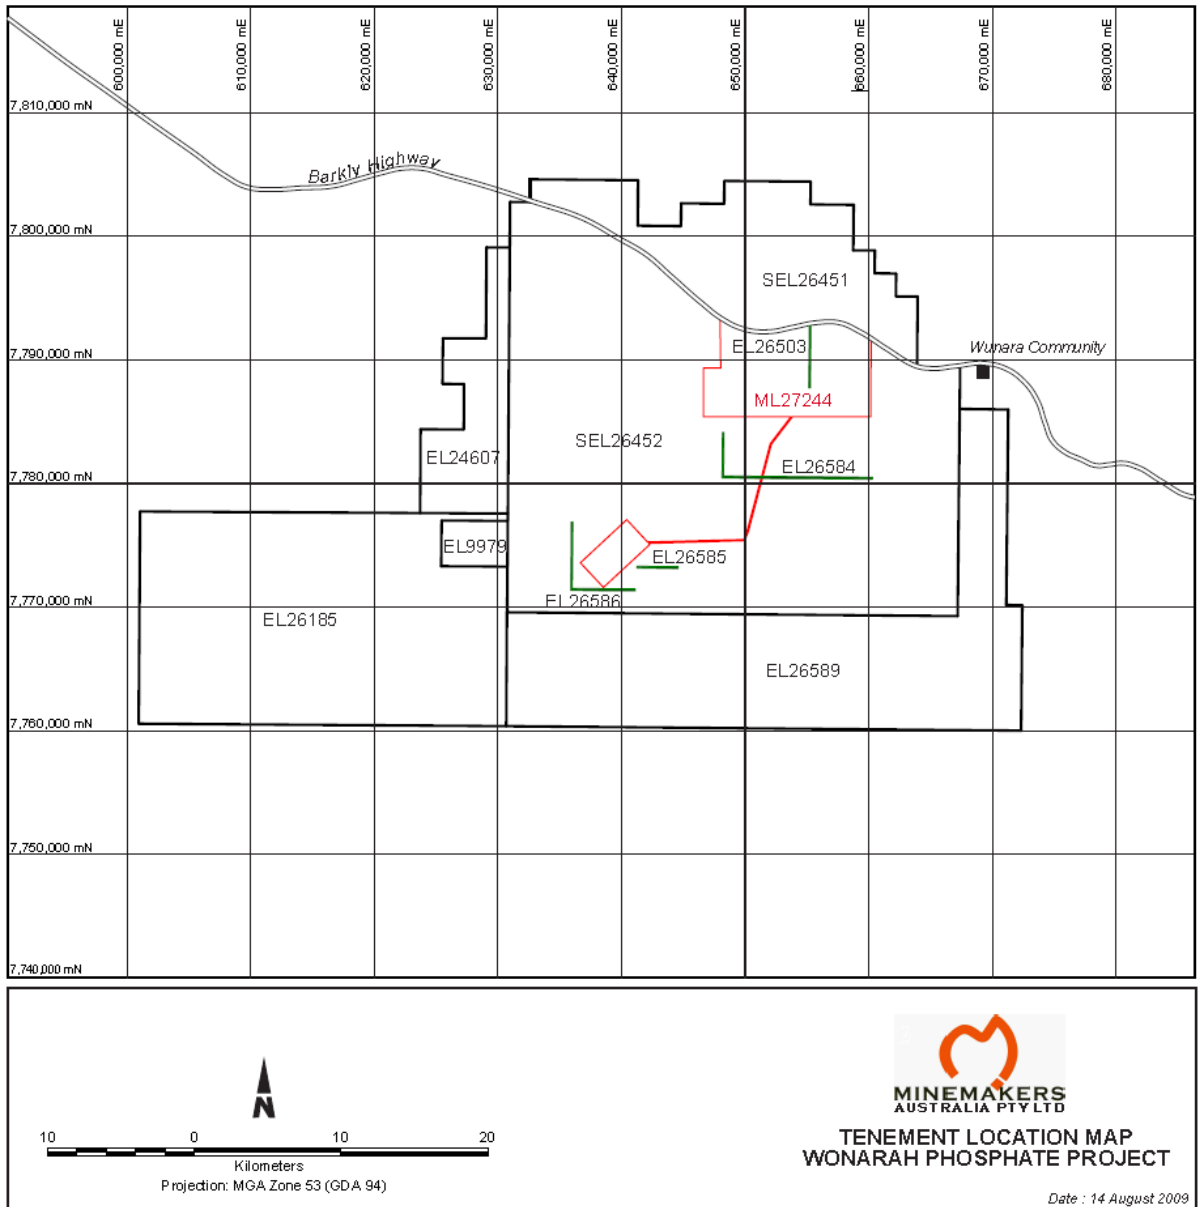 600,000 mE
610,000 mE
620,000 mE
630,000 mE
640,000 mE
650,000 mE
660,000 mE
670,000 mE
680,000 mE
7,810,000 mN
Barkly Highway
7,800,000 mN
SEL26451
7,790,000 mN
EL26503
Wunara Community
ML27244
SEL26452
EL24607
EL26584
7,780,000 mN
EL9979
EL26585
7,770,000 mN
EL26586
EL26185
EL26589
7,760,000 mN
7,750,000 mN
7,740,000 mN
N
10 0 10 20
Kilometers
Projection: MGA Zone 53 (GDA 94)
MINEMAKERS
AUSTRALIA PTY LTD
TENEMENT LOCATION MAP
WONARAH PHOSPHATE PROJECT
Date : 14 August 2009